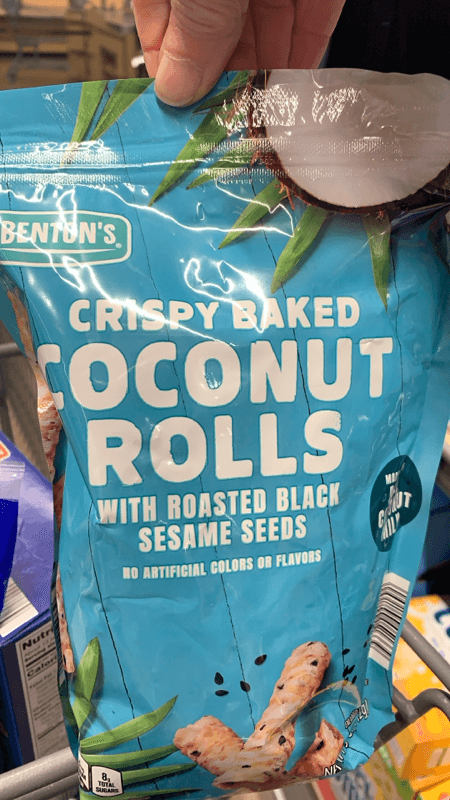 BENTON'S
CRISPY BAKED
COCONUT
ROLLS
WITH ROASTED BLACK
SESAME SEEDS
NO ARTIFICIAL COLORS OR FLAVORS
8g
TOTAL
SUGARS